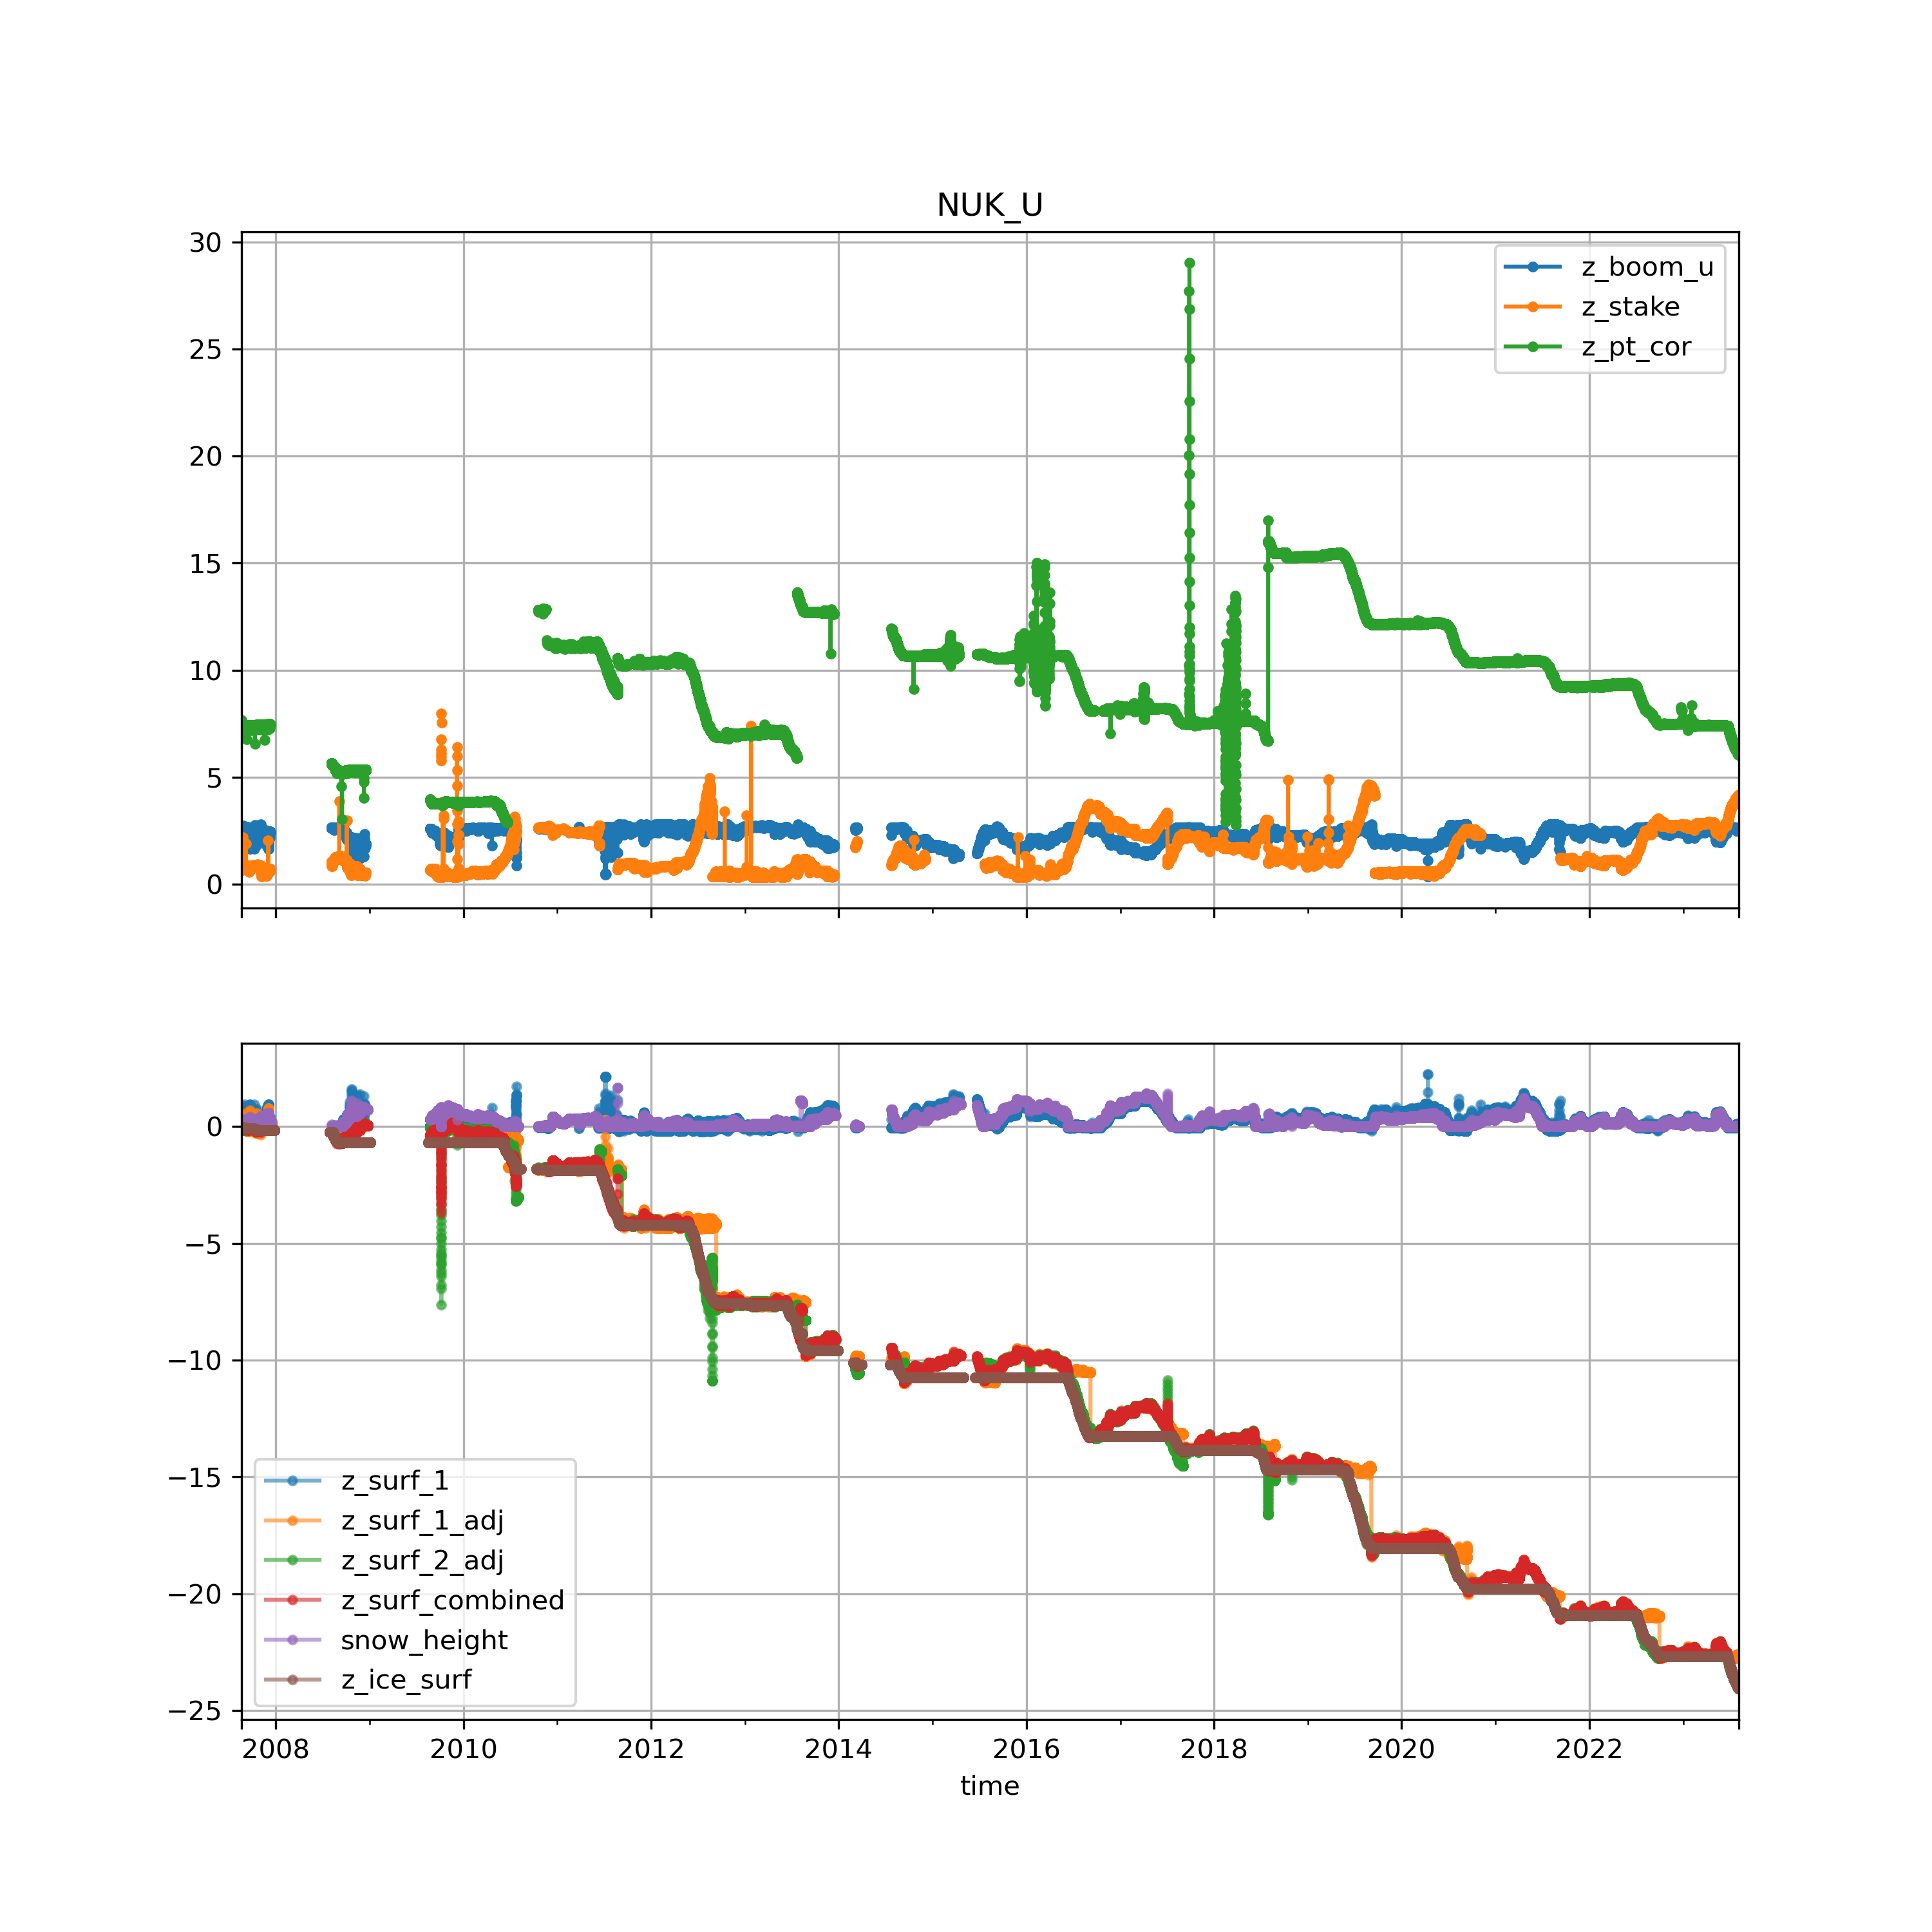 NUK_U
30
25
20
15
10
5
0
z_boom_u
z_stake
z_pt_cor
0
−5
−10
−15
−20
−25
z_surf_1
z_surf_1_adj
z_surf_2_adj
z_surf_combined
snow_height
z_ice_surf
2008 2010 2012 2014 2016 2018 2020 2022
time